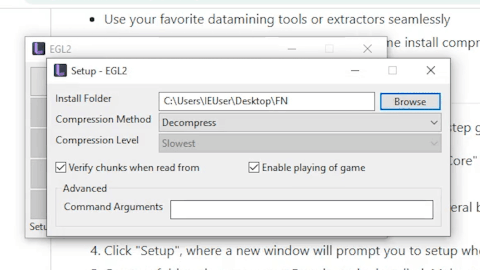 Use your favorite datamining tools or extractors seamlessly
EGL2
ne install compr
Setup - EGL2
Install Folder
C:\Users\IEUser\Desktop\FN
Browse
Compression Method
Decompress
step g
Compression Level
Slowest
Core"
Verify chunks when read from
Enable playing of game
Advanced
Command Arguments
eral b
Setu
4. Click "Setup", where a new window will prompt you to setup whe